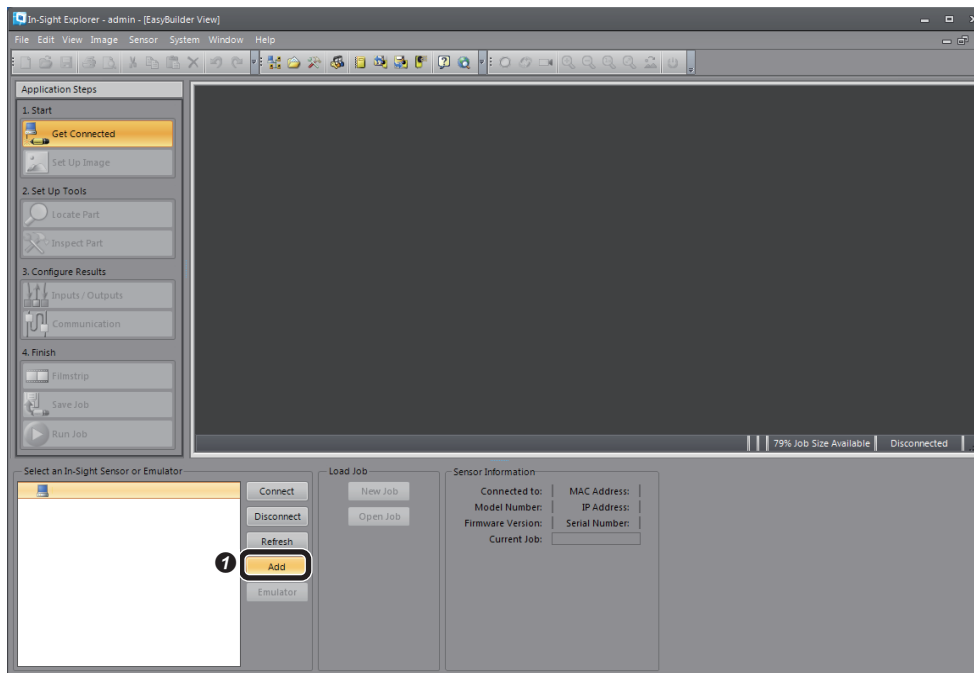 In-Sight Explorer - admin - [EasyBuilder View]
File Edit View Image Sensor System Window Help
Application Steps
1. Start
Get Connected
Set Up Image
2. Set Up Tools
Locate Part
Inspect Part
3. Configure Results
Inputs / Outputs
Communication
4. Finish
Filmstrip
Save Job
Run Job
79% Job Size Available Disconnected
Select an In-Sight Sensor or Emulator
Connect
Disconnect
Refresh
1 Add
Emulator
Load Job
New Job
Open Job
Sensor Information
Connected to: MAC Address:
Model Number: IP Address:
Firmware Version: Serial Number:
Current Job: